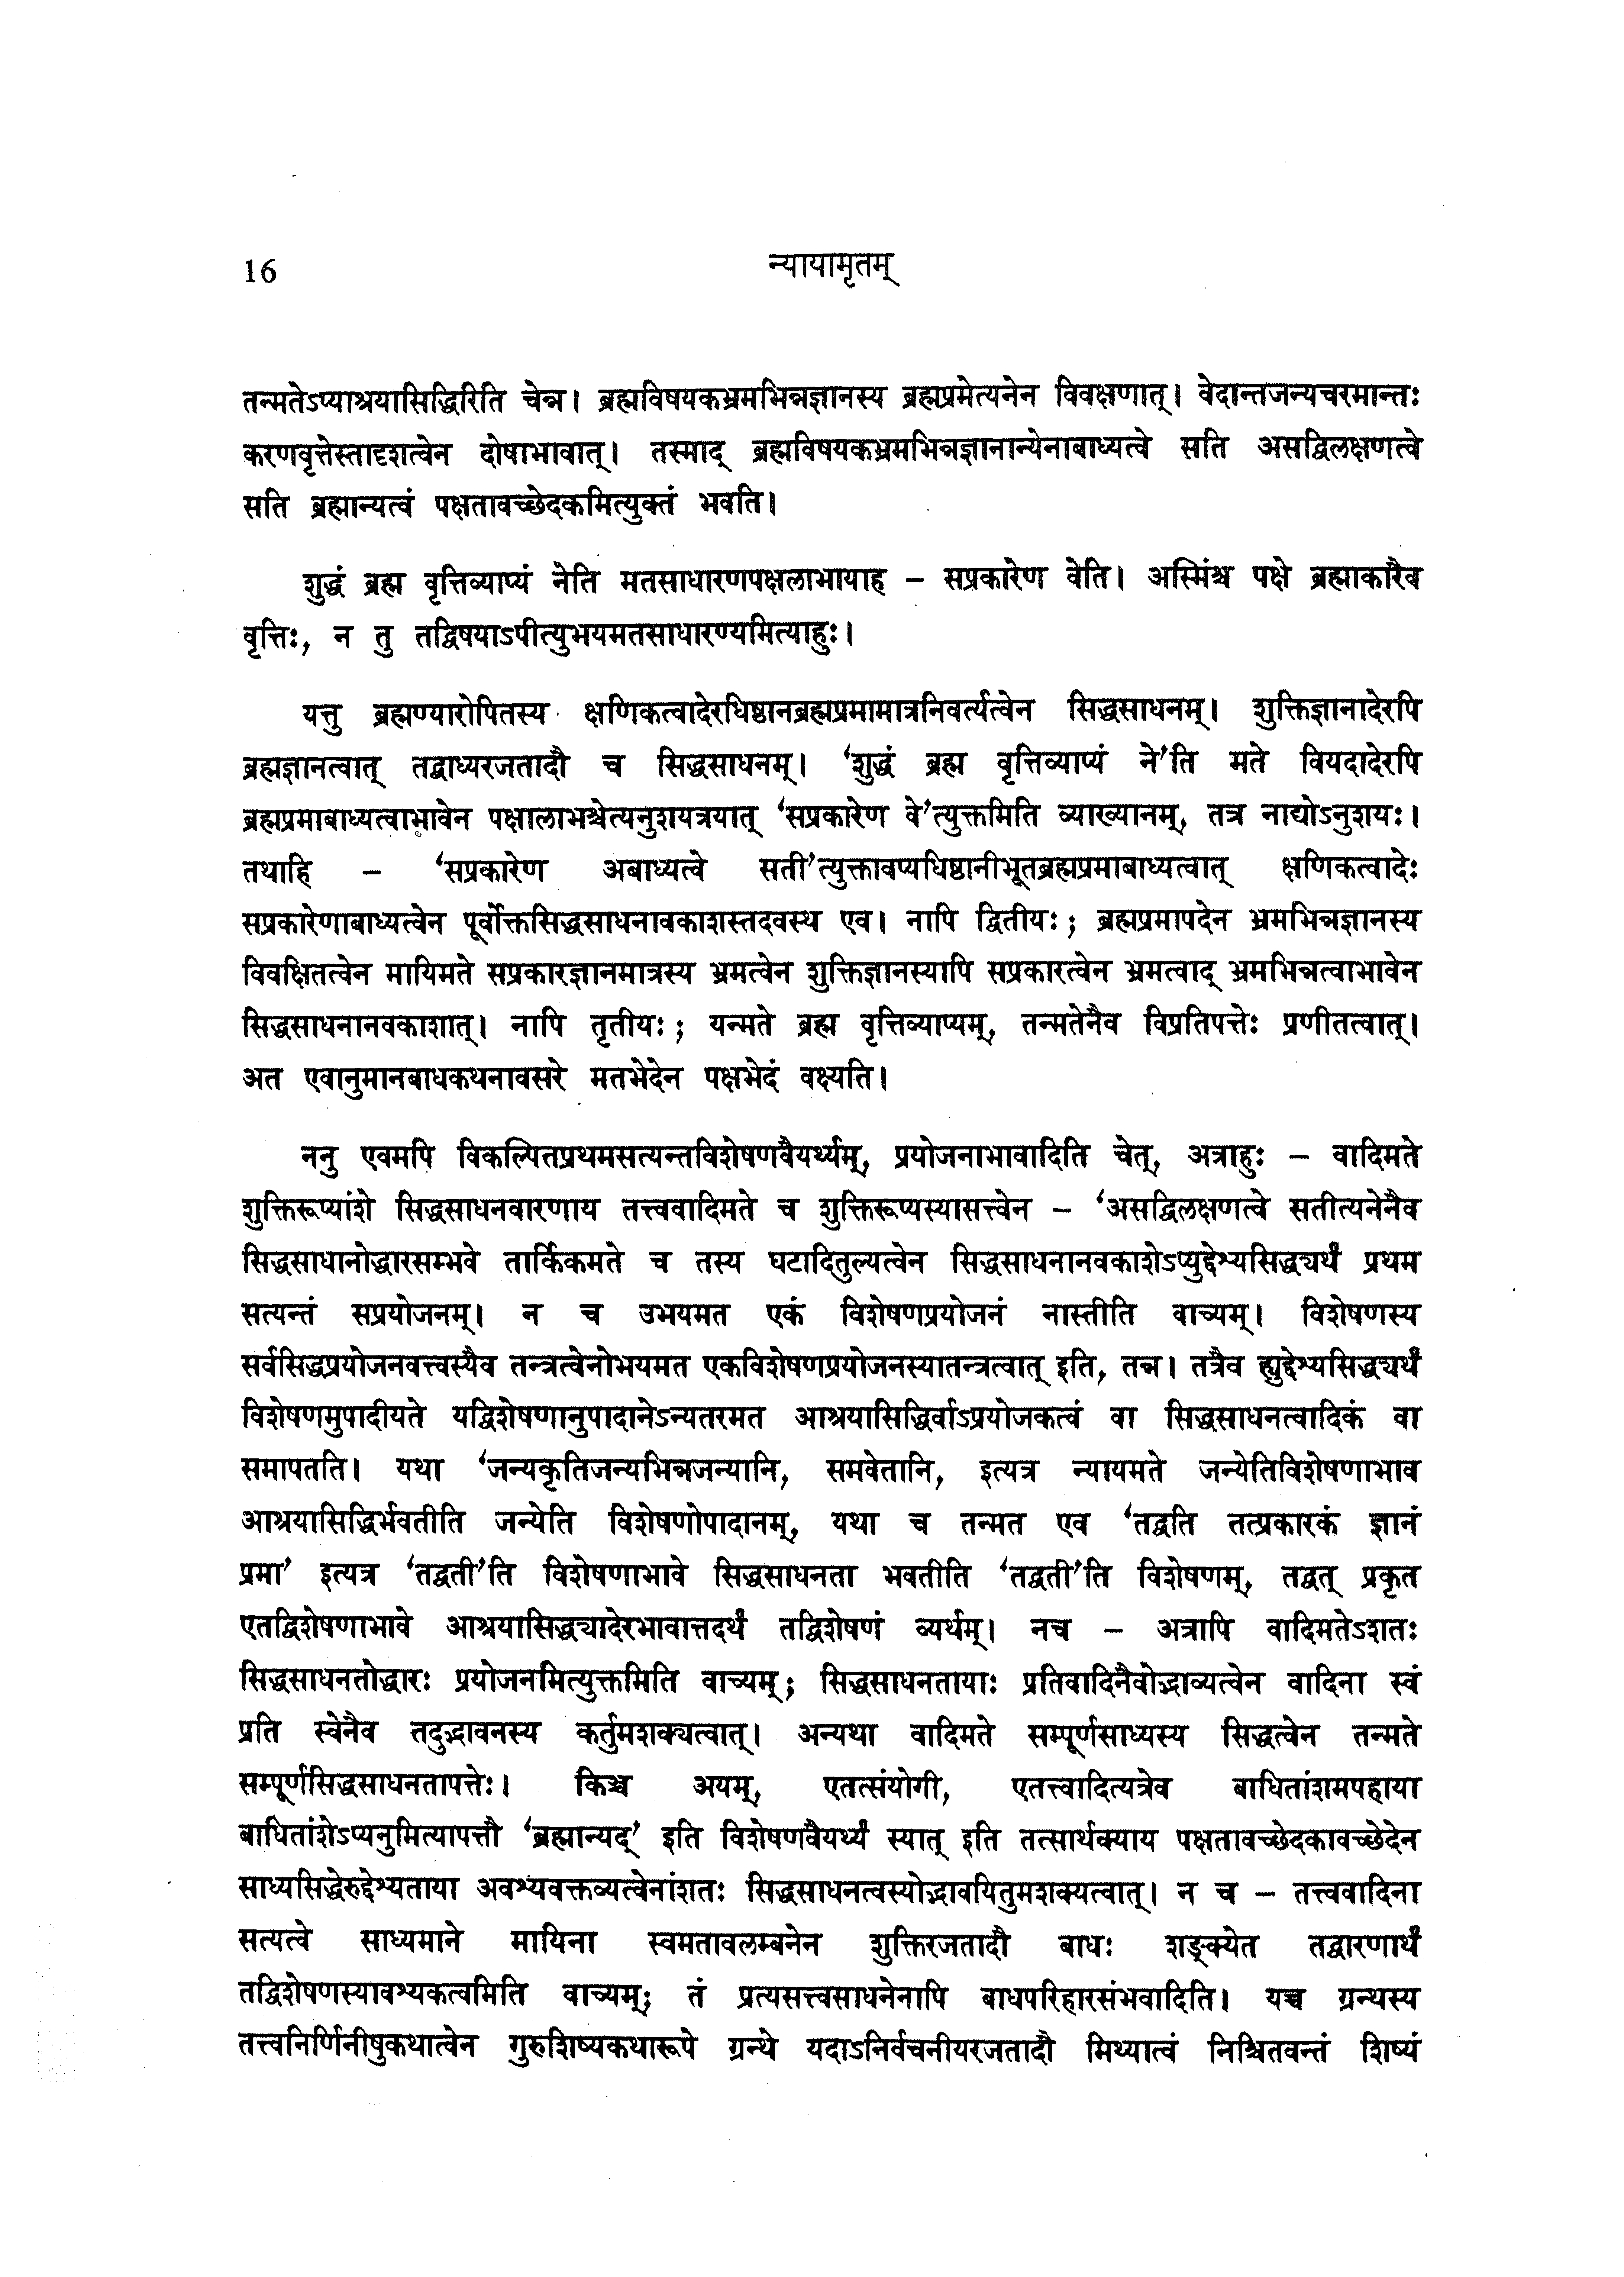 16
न्यायामृतम्
तन्मतेऽप्याश्रयासिद्धिरिति चेन्न। ब्रह्मविषयकभ्रमभिन्नज्ञानस्य ब्रह्मप्रमेत्यनेन विवक्षणात्। वेदान्तजन्यचरमान्तः
करणवृत्तेस्तादृशत्वेन दोषाभावात्। तस्माद् ब्रह्मविषयकभ्रमभिन्नज्ञानान्येनाबाध्यत्वे सति असद्विलक्षणत्वे
सति ब्रह्मान्यत्वं पक्षतावच्छेदकमित्युक्तं भवति।
शुद्धं ब्रह्म वृत्तिव्याप्यं नेति मतसाधारणपक्षलाभायाह – सप्रकारेण वेति। अस्मिंश्च पक्षे ब्रह्माकारैव
वृत्तिः, न तु तद्विषयाऽपीत्युभयमतसाधारण्यमित्याहुः।
यत्तु ब्रह्मण्यारोपितस्य क्षणिकत्वादेरधिष्ठानब्रह्मप्रमामात्रनिवर्त्यत्वेन सिद्धसाधनम्। शुक्तिज्ञानादेरपि
ब्रह्मज्ञानत्वात् तद्बाध्यरजतादौ च सिद्धसाधनम्। ‘शुद्धं ब्रह्म वृत्तिव्याप्यं ने’ति मते वियदादेरपि
ब्रह्मप्रमाबाध्यत्वाभावेन पक्षालाभश्चेत्यनुशयत्रयात् ‘सप्रकारेण वे’त्युक्तमिति व्याख्यानम्, तत्र नाद्योऽनुशयः।
तथाहि – ‘सप्रकारेण अबाध्यत्वे सती’त्युक्तावप्यधिष्ठानीभूतब्रह्मप्रमाबाध्यत्वात् क्षणिकत्वादेः
सप्रकारेणाबाध्यत्वेन पूर्वोक्तसिद्धसाधनावकाशस्तदवस्थ एव। नापि द्वितीयः; ब्रह्मप्रमापदेन भ्रमभिन्नज्ञानस्य
विवक्षितत्वेन मायिमते सप्रकारज्ञानमात्रस्य भ्रमत्वेन शुक्तिज्ञानस्यापि सप्रकारत्वेन भ्रमत्वाद् भ्रमभिन्नत्वाभावेन
सिद्धसाधनानवकाशात्। नापि तृतीयः; यन्मते ब्रह्म वृत्तिव्याप्यम्, तन्मतेनैव विप्रतिपत्तेः प्रणीतत्वात्।
अत एवानुमानबाधकथनावसरे मतभेदेन पक्षभेदं वक्ष्यति।
ननु एवमपि विकल्पितप्रथमसत्यन्तविशेषणवैयर्थ्यम्, प्रयोजनाभावादिति चेत्, अत्राहुः – वादिमते
शुक्तिरूप्यांशे सिद्धसाधनवारणाय तत्त्ववादिमते च शुक्तिरूप्यस्यासत्त्वेन – ‘असद्विलक्षणत्वे सतीत्यनेनैव
सिद्धसाधानोद्धारसम्भवे तार्किकमते च तस्य घटादितुल्यत्वेन सिद्धसाधनानवकाशेऽप्युद्देश्यसिद्ध्यर्थं प्रथम
सत्यन्तं सप्रयोजनम्। न च उभयमत एकं विशेषणप्रयोजनं नास्तीति वाच्यम्। विशेषणस्य
सर्वसिद्धप्रयोजनवत्त्वस्यैव तन्त्रत्वेनोभयमत एकविशेषणप्रयोजनस्यातन्त्रत्वात् इति, तन्न। तत्रैव ह्युद्देश्यसिद्ध्यर्थं
विशेषणमुपादीयते यद्विशेषणानुपादानेऽन्यतरमत आश्रयासिद्धिर्वाऽप्रयोजकत्वं वा सिद्धसाधनत्वादिकं वा
समापतति। यथा ‘जन्यकृतिजन्यभिन्नजन्यानि, समवेतानि, इत्यत्र न्यायमते जन्येतिविशेषणाभाव
आश्रयासिद्धिर्भवतीति जन्येति विशेषणोपादानम्, यथा च तन्मत एव ‘तद्वति तत्प्रकारकं ज्ञानं
प्रमा’ इत्यत्र ‘तद्वती’ति विशेषणाभावे सिद्धसाधनता भवतीति ‘तद्वती’ति विशेषणम्, तद्वत् प्रकृत
एतद्विशेषणाभावे आश्रयासिद्ध्यादेरभावात्तदर्थं तद्विशेषणं व्यर्थम्। नच – अत्रापि वादिमतेऽशतः
सिद्धसाधनतोद्धारः प्रयोजनमित्युक्तमिति वाच्यम्; सिद्धसाधनतायाः प्रतिवादिनैवोद्भाव्यत्वेन वादिना स्वं
प्रति स्वेनैव तदुद्भावनस्य कर्तुमशक्यत्वात्। अन्यथा वादिमते सम्पूर्णसाध्यस्य सिद्धत्वेन तन्मते
सम्पूर्णसिद्धसाधनतापत्तेः। किञ्च अयम्, एतत्संयोगी, एतत्त्वादित्यत्रेव बाधितांशमपहाया
बाधितांशेऽप्यनुमित्यापत्तौ ‘ब्रह्मान्यद्’ इति विशेषणवैयर्थ्यं स्यात् इति तत्सार्थक्याय पक्षतावच्छेदकावच्छेदेन
साध्यसिद्धेरुद्देश्यताया अवश्यवक्तव्यत्वेनांशतः सिद्धसाधनत्वस्योद्भावयितुमशक्यत्वात्। न च – तत्त्ववादिना
सत्यत्वे साध्यमाने मायिना स्वमतावलम्बनेन शुक्तिरजतादौ बाधः शङ्क्येत तद्वारणार्थं
तद्विशेषणस्यावश्यकत्वमिति वाच्यम्; तं प्रत्यसत्त्वसाधनेनापि बाधपरिहारसंभवादिति। यच्च ग्रन्थस्य
तत्त्वनिर्णिनीषुकथात्वेन गुरुशिष्यकथारूपे ग्रन्थे यदाऽनिर्वचनीयरजतादौ मिथ्यात्वं निश्चितवन्तं शिष्यं